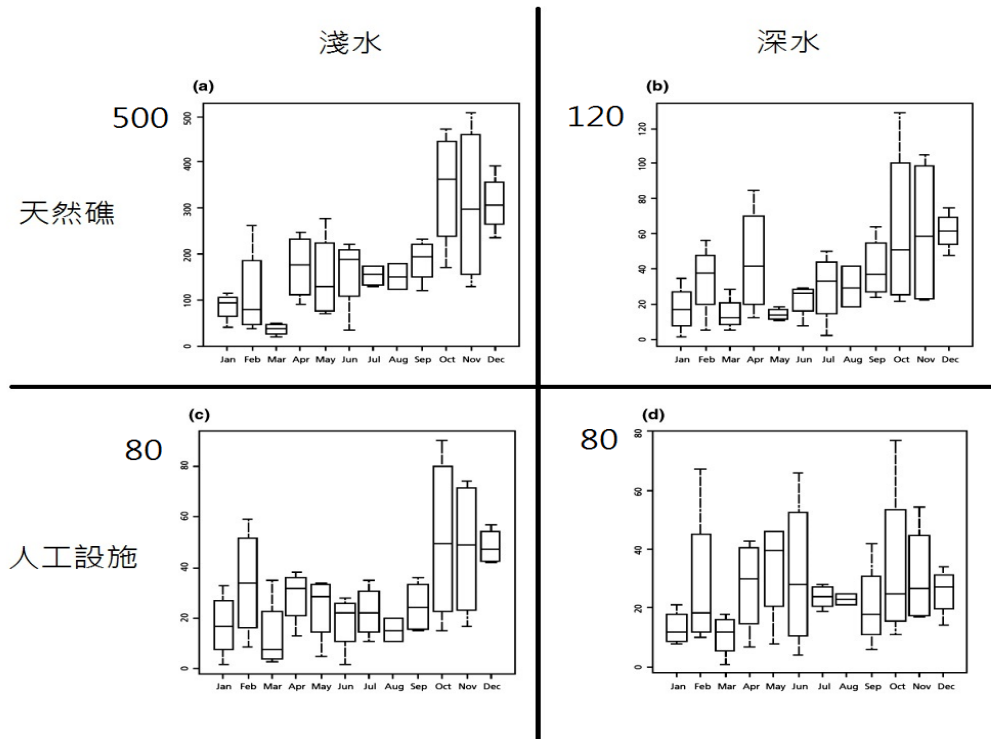 淺水
深水
(a)
500
500
400
300
200
100
0
Jan Feb Mar Apr May Jun Jul Aug Sep Oct Nov Dec
(b)
120
120
100
80
60
40
20
0
Jan Feb Mar Apr May Jun Jul Aug Sep Oct Nov Dec
天然礁
(c)
80
80
60
40
20
0
Jan Feb Mar Apr May Jun Jul Aug Sep Oct Nov Dec
(d)
80
80
60
40
20
0
Jan Feb Mar Apr May Jun Jul Aug Sep Oct Nov Dec
人工設施